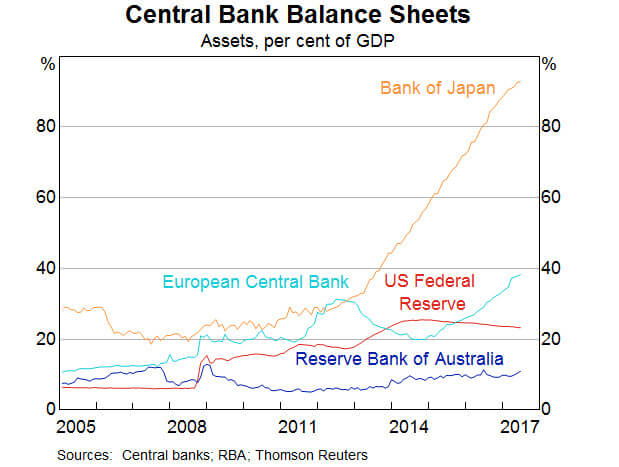 Central Bank Balance Sheets
Assets, per cent of GDP
% %
Bank of Japan
80 80
60 60
40 40
European Central Bank
US Federal
Reserve
20 20
Reserve Bank of Australia
0 0
2005 2008 2011 2014 2017
Sources: Central banks; RBA; Thomson Reuters